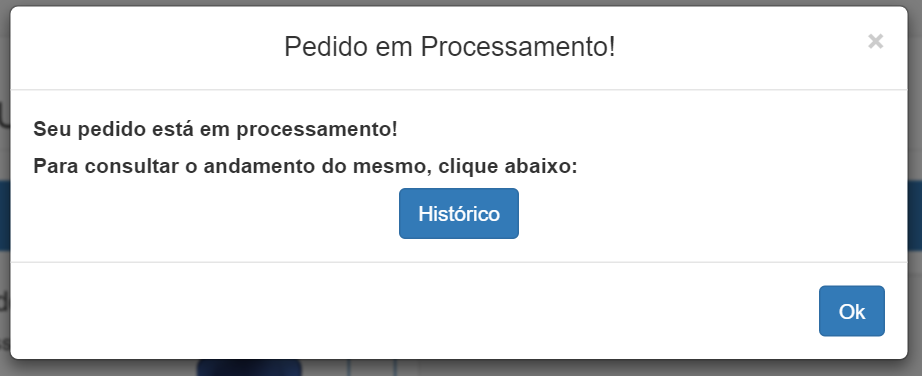 Pedido em Processamento!
×
Seu pedido está em processamento!
Para consultar o andamento do mesmo, clique abaixo:
Histórico
Ok